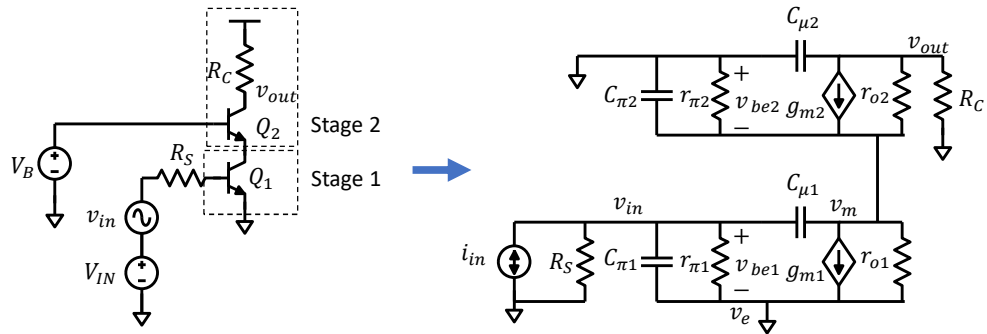 R_C
v_out
Q_2
Stage 2
V_B
R_S
Q_1
Stage 1
v_in
V_IN
C_μ2
v_out
C_π2
r_π2
+
v_be2
−
g_m2
r_o2
R_C
C_μ1
v_in
v_m
i_in
R_S
C_π1
r_π1
+
v_be1
−
g_m1
r_o1
v_e